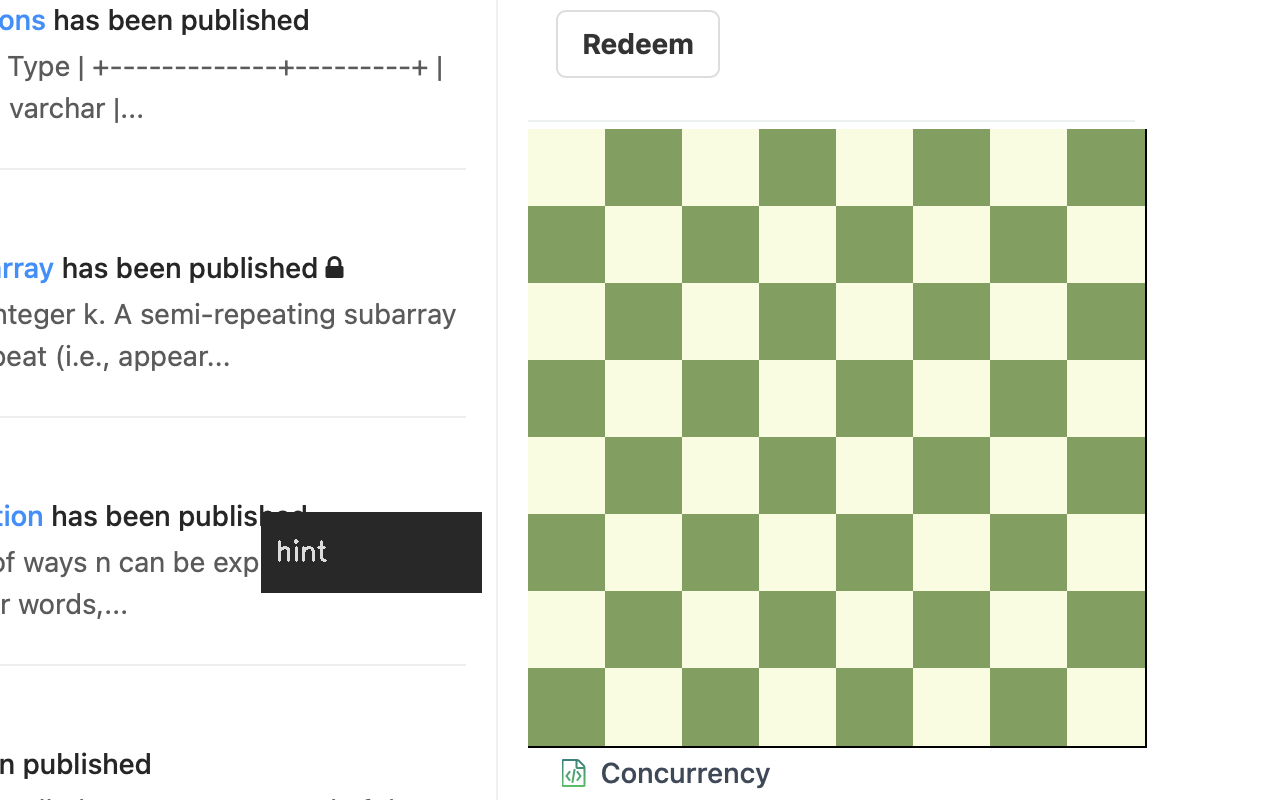 ons has been published
Type | +-------------+---------+ |
varchar |...
rray has been published
nteger k. A semi-repeating subarray
peat (i.e., appear...
tion has been published
of ways n can be exp
r words,...
hint
n published
Redeem
Concurrency